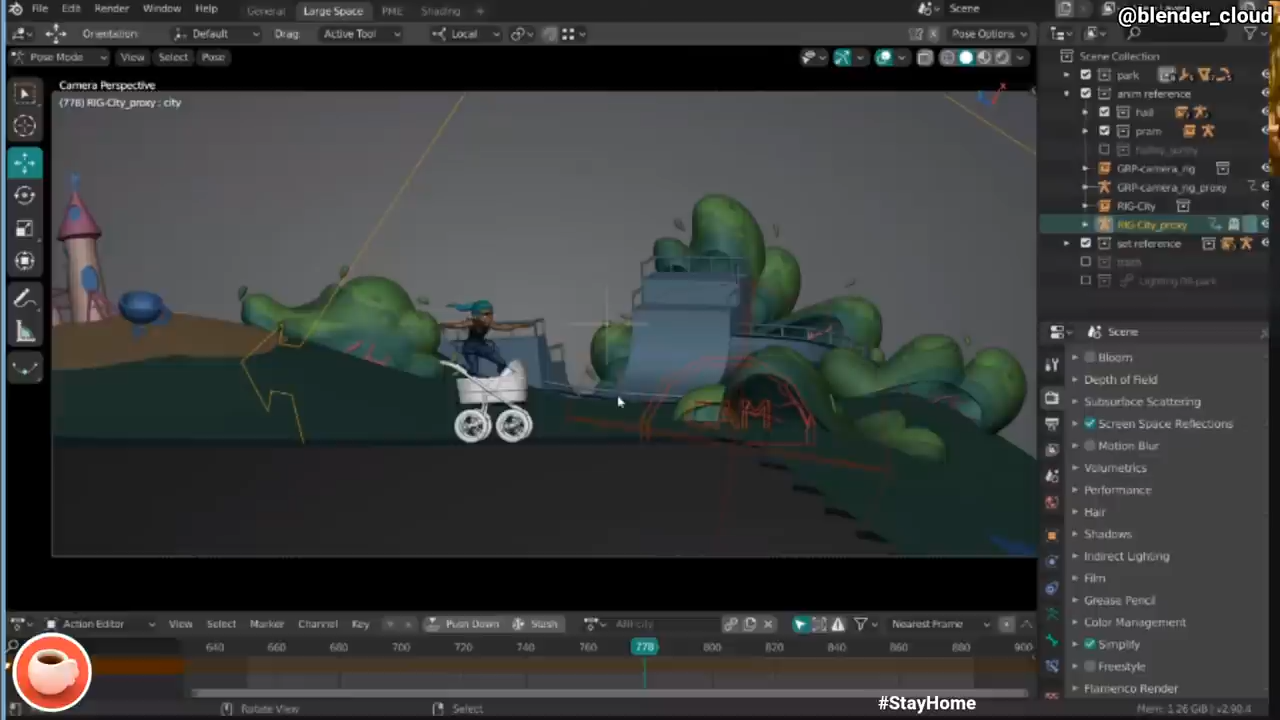 File Edit Render Window Help General Large Space PME Shading + Scene
@blender_cloud
Orientation: Default Drag: Active Tool Local Pose Options
Pose Mode View Select Pose
Camera Perspective
(778) RIG-City_proxy : city
Scene Collection
park
anim reference
hail
pram
GRP-camera_rig
GRP-camera_rig_proxy
RIG-City
RIG-City_proxy
set reference
Scene
Bloom
Depth of Field
Subsurface Scattering
Screen Space Reflections
Motion Blur
Volumetrics
Performance
Hair
Shadows
Indirect Lighting
Film
Grease Pencil
Color Management
Simplify
Freestyle
Flamenco Render
CAM
Action Editor View Select Marker Channel Key Push Down Stash Nearest Frame
640 660 680 700 720 740 760 778 800 820 840 860 880 900
#StayHome
Rotate View Select Mem: 1.26 GiB | v2.90.4